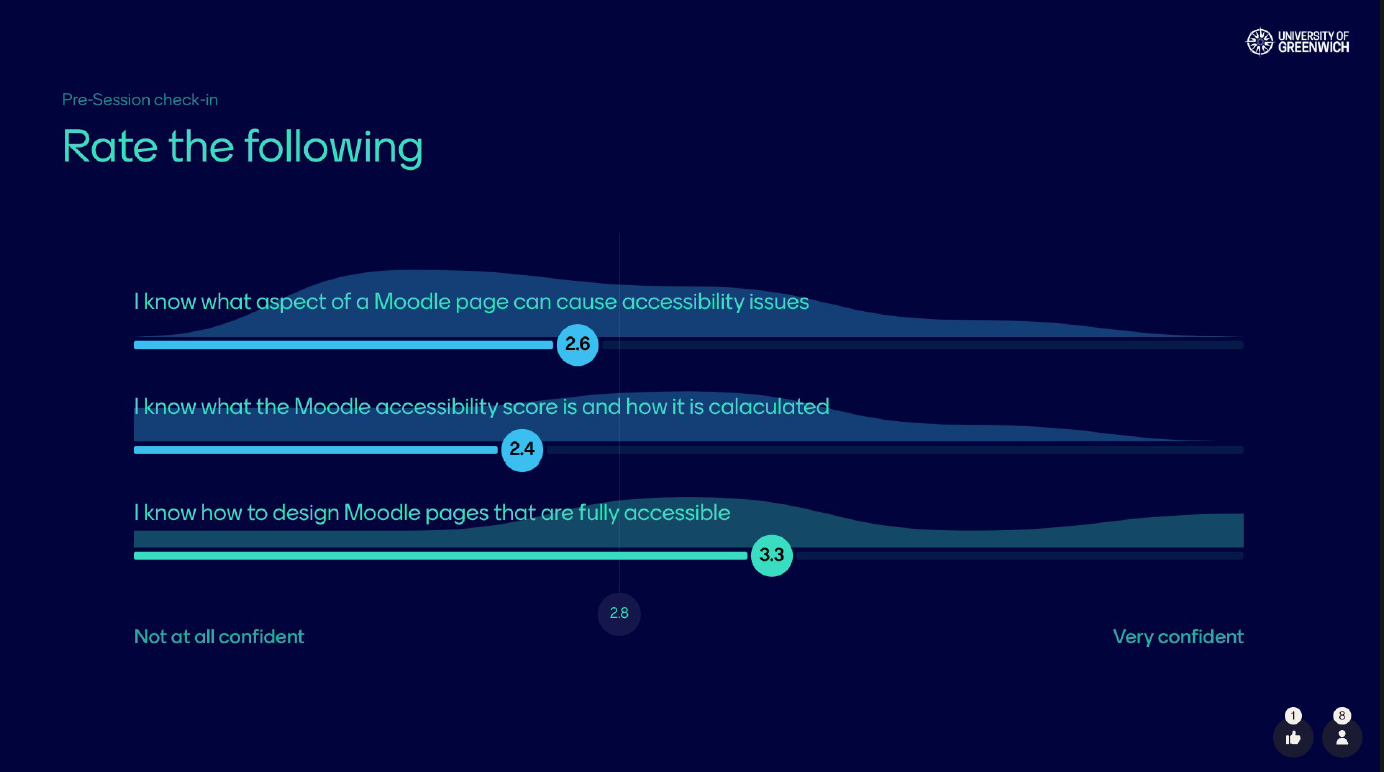 UNIVERSITY OF
GREENWICH
Pre-Session check-in
Rate the following
I know what aspect of a Moodle page can cause accessibility issues
2.6
I know what the Moodle accessibility score is and how it is calaculated
2.4
I know how to design Moodle pages that are fully accessible
3.3
2.8
Not at all confident
Very confident
1
8